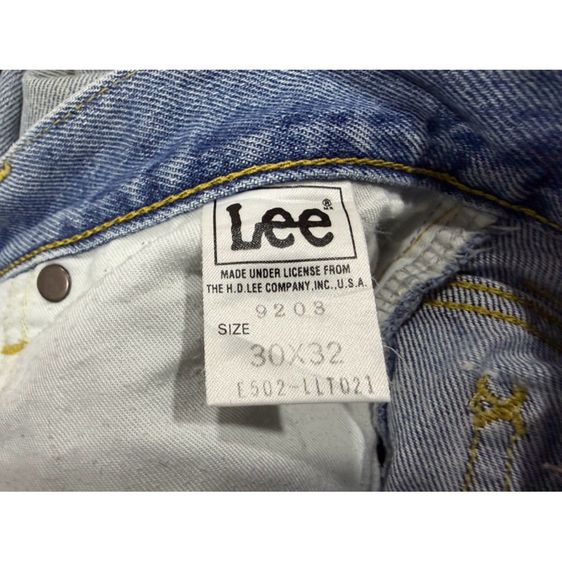 Lee®
MADE UNDER LICENSE FROM
THE H.D.LEE COMPANY,INC.,U.S.A.
9203
SIZE
30X32
E502-LLT021